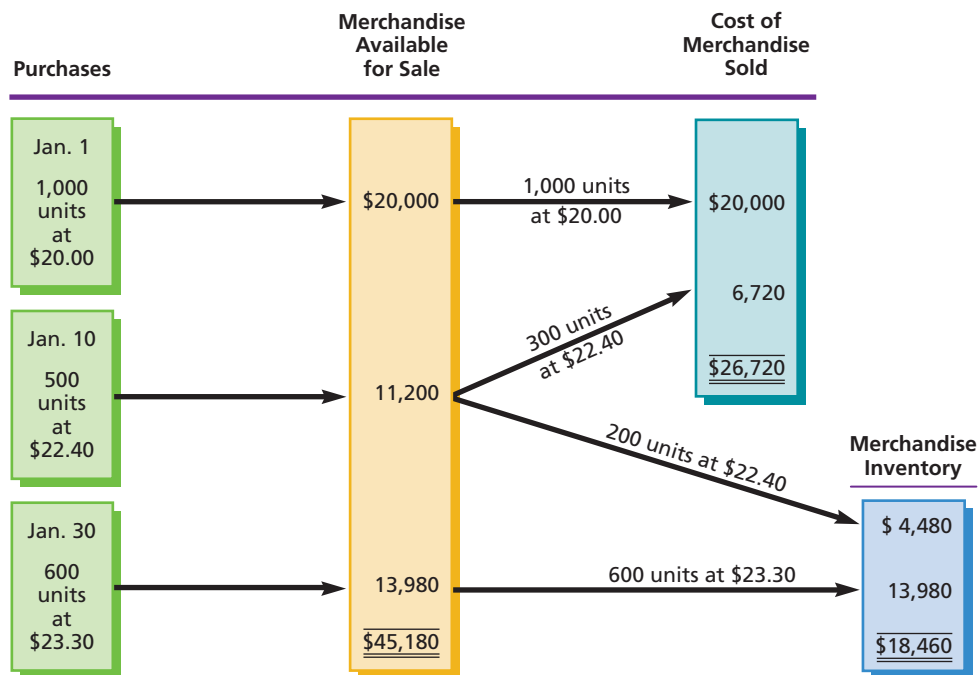 Purchases
Merchandise
Available
for Sale
Cost of
Merchandise
Sold
Jan. 1
1,000
units
at
$20.00
$20,000
1,000 units
at $20.00
$20,000
6,720
$26,720
Jan. 10
500
units
at
$22.40
11,200
300 units
at $22.40
200 units at $22.40
Merchandise
Inventory
$ 4,480
13,980
$18,460
Jan. 30
600
units
at
$23.30
13,980
$45,180
600 units at $23.30